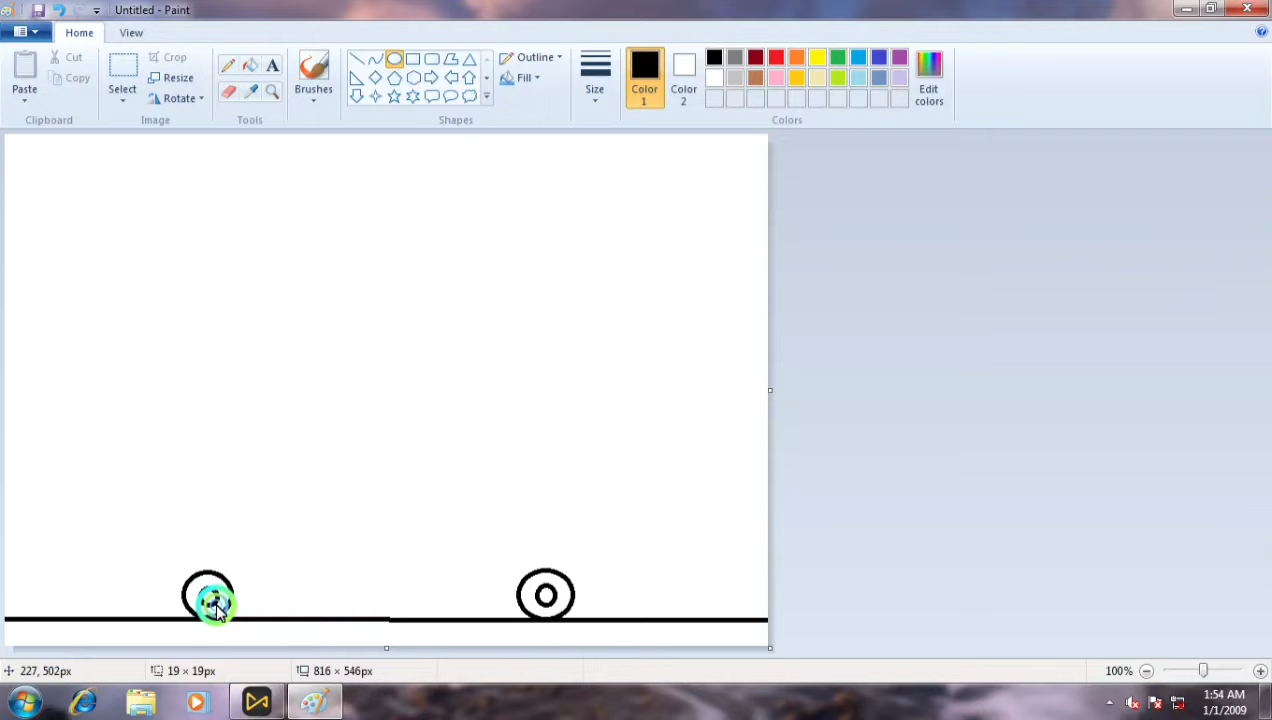 Untitled - Paint
Home View
Paste
Cut
Copy
Clipboard
Select
Crop
Resize
Rotate
Image
Tools
Brushes
Outline
Fill
Shapes
Size
Color 1
Color 2
Edit colors
Colors
227, 502px 19 × 19px 816 × 546px 100%
1:54 AM
1/1/2009